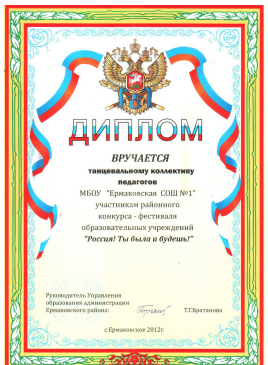 ДИПЛОМ
ВРУЧАЕТСЯ
танцевальному коллективу
педагогов
МБОУ "Ермаковская СОШ №1"
участникам районного
конкурса - фестиваля
образовательных учреждений
"Россия! Ты была и будешь!"
Руководитель Управления
образования администрации
Ермаковского района: Т.Г.Братанова
с.Ермаковское 2012г.